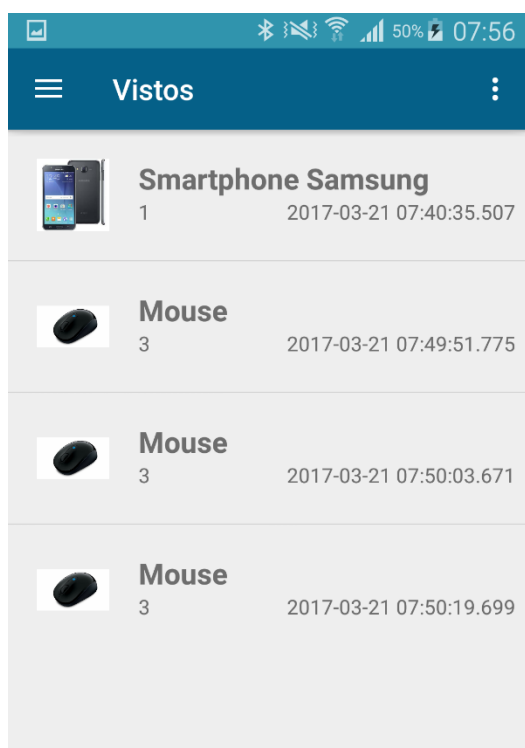 50% 07:56
Vistos
Smartphone Samsung
1 2017-03-21 07:40:35.507
Mouse
3 2017-03-21 07:49:51.775
Mouse
3 2017-03-21 07:50:03.671
Mouse
3 2017-03-21 07:50:19.699